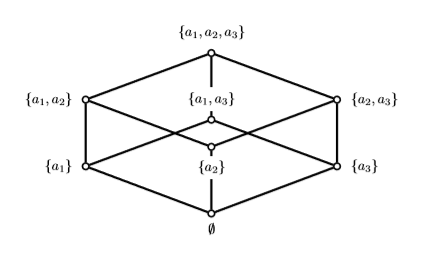 {a₁, a₂, a₃}
{a₁, a₂} {a₁, a₃} {a₂, a₃}
{a₁} {a₂} {a₃}
∅